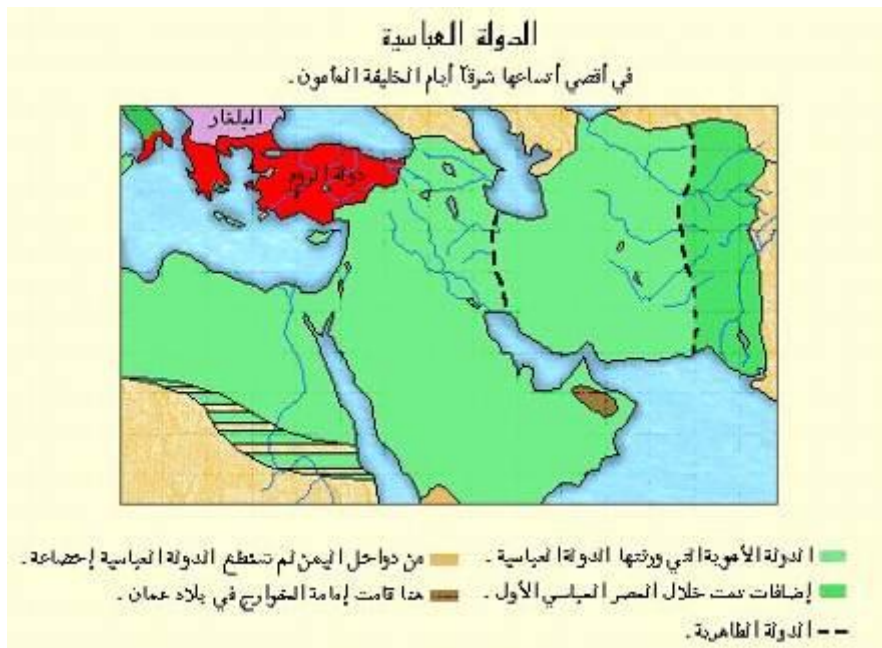 الدولة العباسية
في أقصى أتساعها شرقاً أيام الخليفة المأمون .
البلغار
دولة الروم
الدولة الأموية التي ورثتها الدولة العباسية .
من دواخل اليمن لم تستطع الدولة العباسية إخضاعة .
إضافات تمت خلال العصر العباسي الأول .
هنا قامت إمامة الخوارج في بلاد عمان .
الدولة الطاهرية .